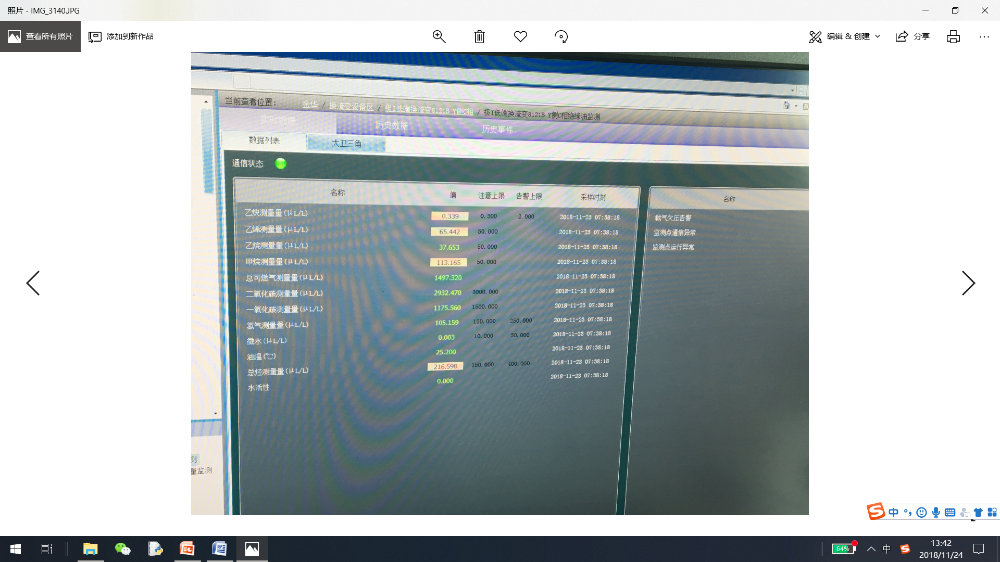 照片 - IMG_3140.JPG
查看所有照片
添加到新作品
编辑 & 创建
分享
当前查看位置： 金华 / 换流变设备区 / 极I低端换流变8121B Y侧C相 / 极I低端换流变8121B Y侧C相绝缘油监测
实时数据 历史数据 历史事件
数据列表 大卫三角
通信状态
名称 值 注意上限 告警上限 采样时刻
乙炔测量量(μL/L) 0.339 0.300 2.000 2018-11-23 07:38:18
乙烯测量量(μL/L) 65.442 50.000 2018-11-23 07:38:18
乙烷测量量(μL/L) 37.653 50.000 2018-11-23 07:38:18
甲烷测量量(μL/L) 113.165 50.000 2018-11-23 07:38:18
总可燃气测量量(μL/L) 1497.320 2018-11-23 07:38:18
二氧化碳测量量(μL/L) 2932.470 3000.000 2018-11-23 07:38:18
一氧化碳测量量(μL/L) 1175.560 1500.000 2018-11-23 07:38:18
氢气测量量(μL/L) 105.159 150.000 250.000 2018-11-23 07:38:18
微水(μL/L) 0.003 10.000 30.000 2018-11-23 07:38:18
油温(℃) 25.200 2018-11-23 07:38:18
总烃测量量(μL/L) 216.598 150.000 400.000 2018-11-23 07:38:18
水活性 0.000 2018-11-23 07:38:18
名称
载气欠压告警
监测点通信异常
监测点运行异常
测
量监测
中
64%
中
13:42
2018/11/24